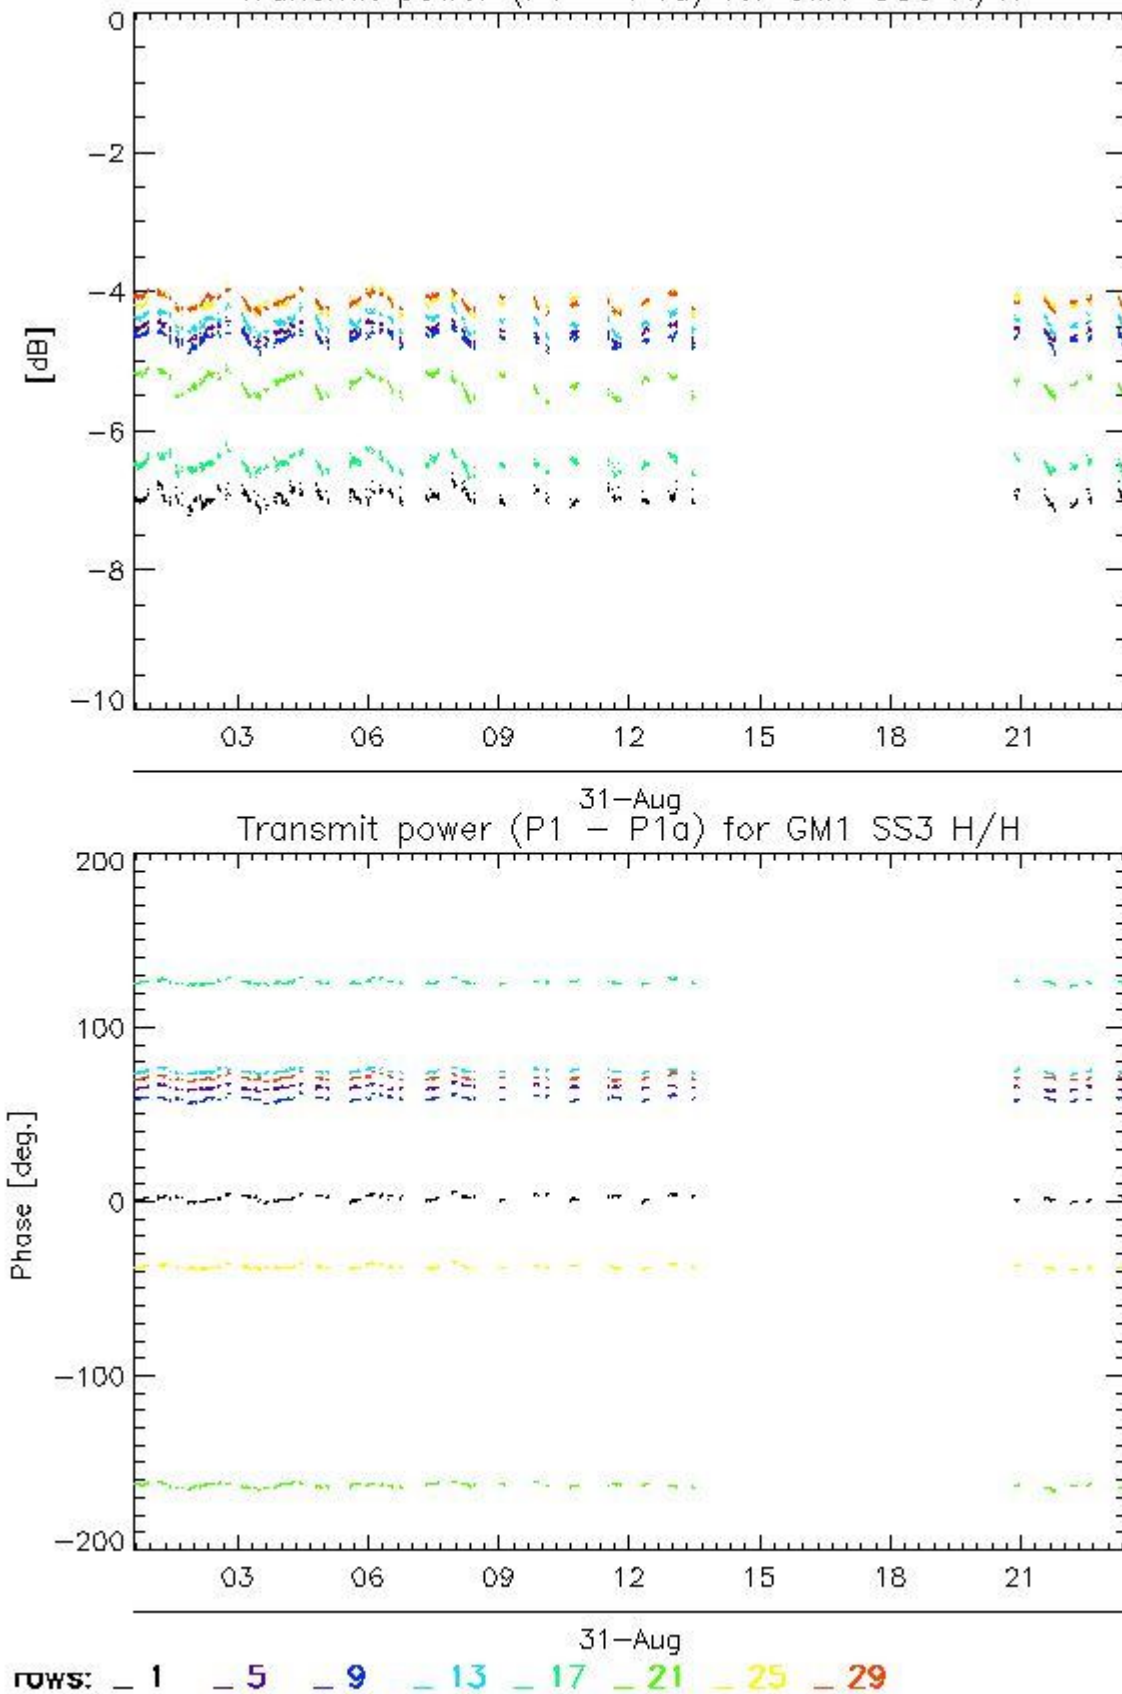 0
−2
−4
−6
−8
−10
[dB]
03 06 09 12 15 18 21
31−Aug
Transmit power (P1 − P1a) for GM1 SS3 H/H
200
100
0
−100
−200
Phase [deg.]
03 06 09 12 15 18 21
31−Aug
rows: _ 1 _ 5 _ 9 _ 13 _ 17 _ 21 _ 25 _ 29